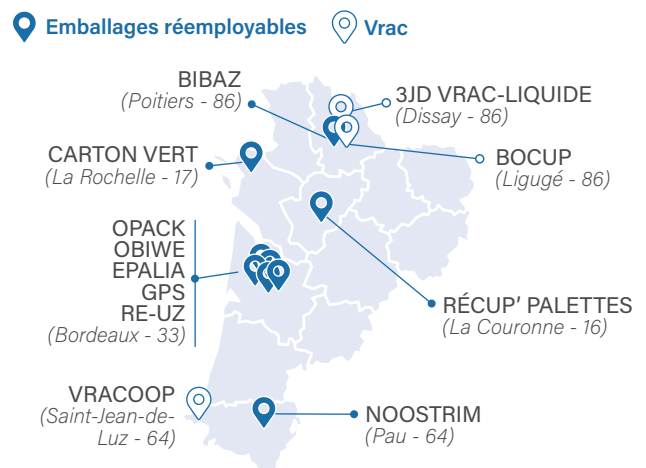 Emballages réemployables
Vrac
BIBAZ
(Poitiers - 86)
3JD VRAC-LIQUIDE
(Dissay - 86)
CARTON VERT
(La Rochelle - 17)
BOCUP
(Ligugé - 86)
OPACK
OBIWE
EPALIA
GPS
RE-UZ
(Bordeaux - 33)
RÉCUP' PALETTES
(La Couronne - 16)
VRACOOP
(Saint-Jean-de-
Luz - 64)
NOOSTRIM
(Pau - 64)